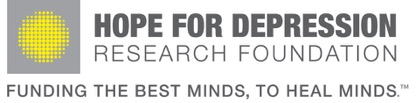 HOPE FOR DEPRESSION
RESEARCH FOUNDATION
FUNDING THE BEST MINDS, TO HEAL MINDS.™